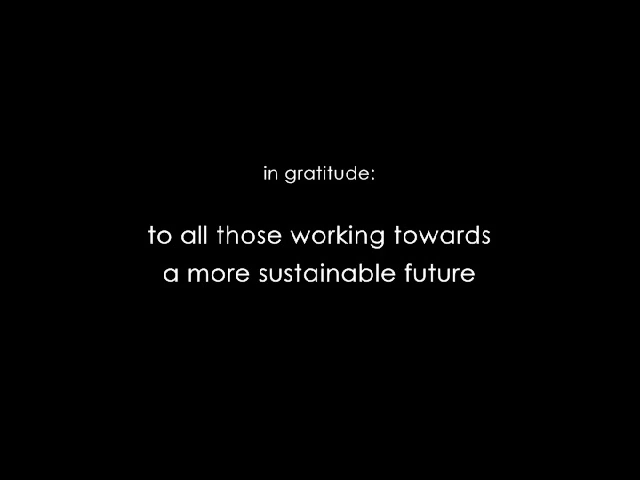 in gratitude:
to all those working towards
a more sustainable future